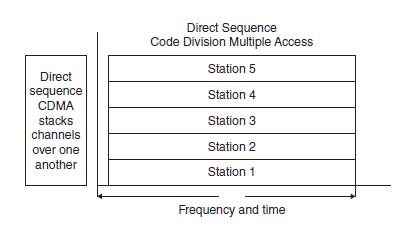 Direct Sequence
Code Division Multiple Access
Direct
sequence
CDMA
stacks
channels
over one
another
Station 5
Station 4
Station 3
Station 2
Station 1
Frequency and time